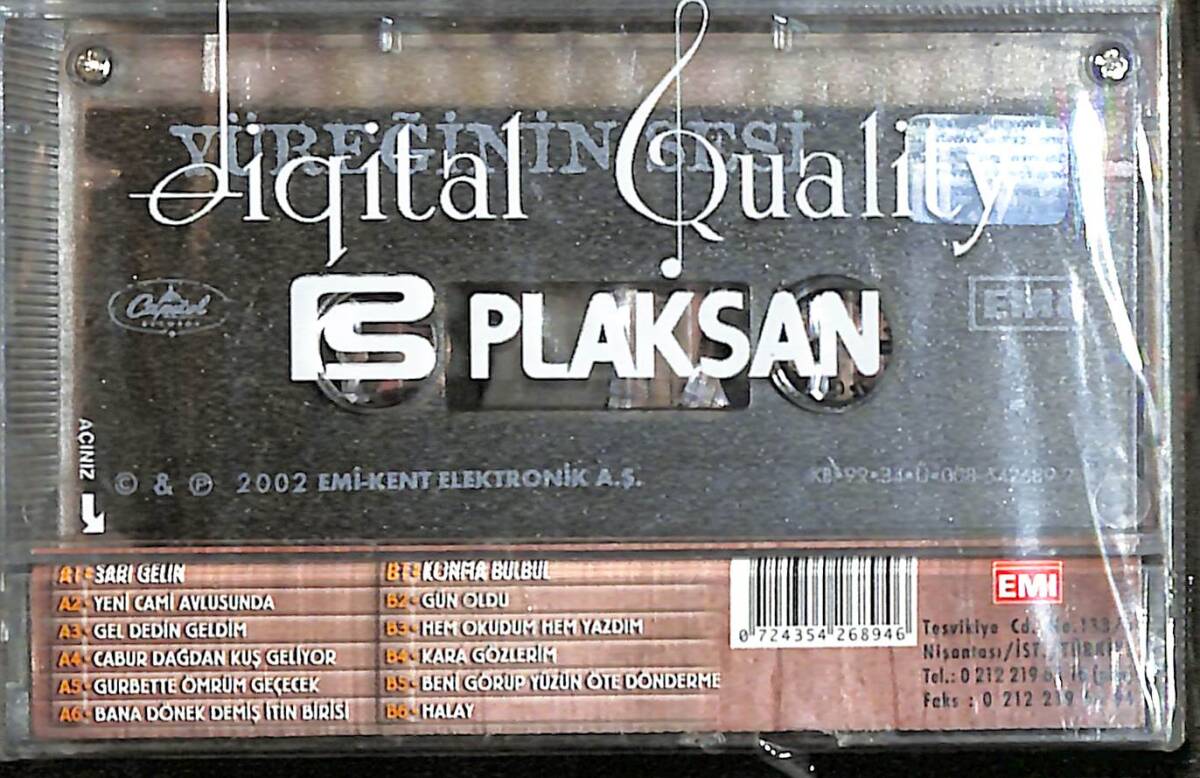 YÜREĞİNİN SESİ
digital Quality
Capitol
RECORDS
EMI
PLAKSAN
AÇINIZ
© & ℗ 2002 EMİ-KENT ELEKTRONİK A.Ş.
A1- SARI GELİN
A2- YENİ CAMİ AVLUSUNDA
A3- GEL DEDİN GELDİM
A4- CABUR DAĞDAN KUŞ GELİYOR
A5- GURBETTE ÖMRÜM GEÇECEK
A6- BANA DÖNEK DEMİŞ İTİN BİRİSİ
B1- KONMA BÜLBÜL
B2- GÜN OLDU
B3- HEM OKUDUM HEM YAZDIM
B4- KARA GÖZLERİM
B5- BENİ GÖRÜP YÜZÜN ÖTE DÖNDERME
B6- HALAY
0 724354 268946
EMI
Teşvikiye Cd.
Nişantaşı/İST. TÜRKİYE
Tel.: 0 212 219
Faks : 0 212 219